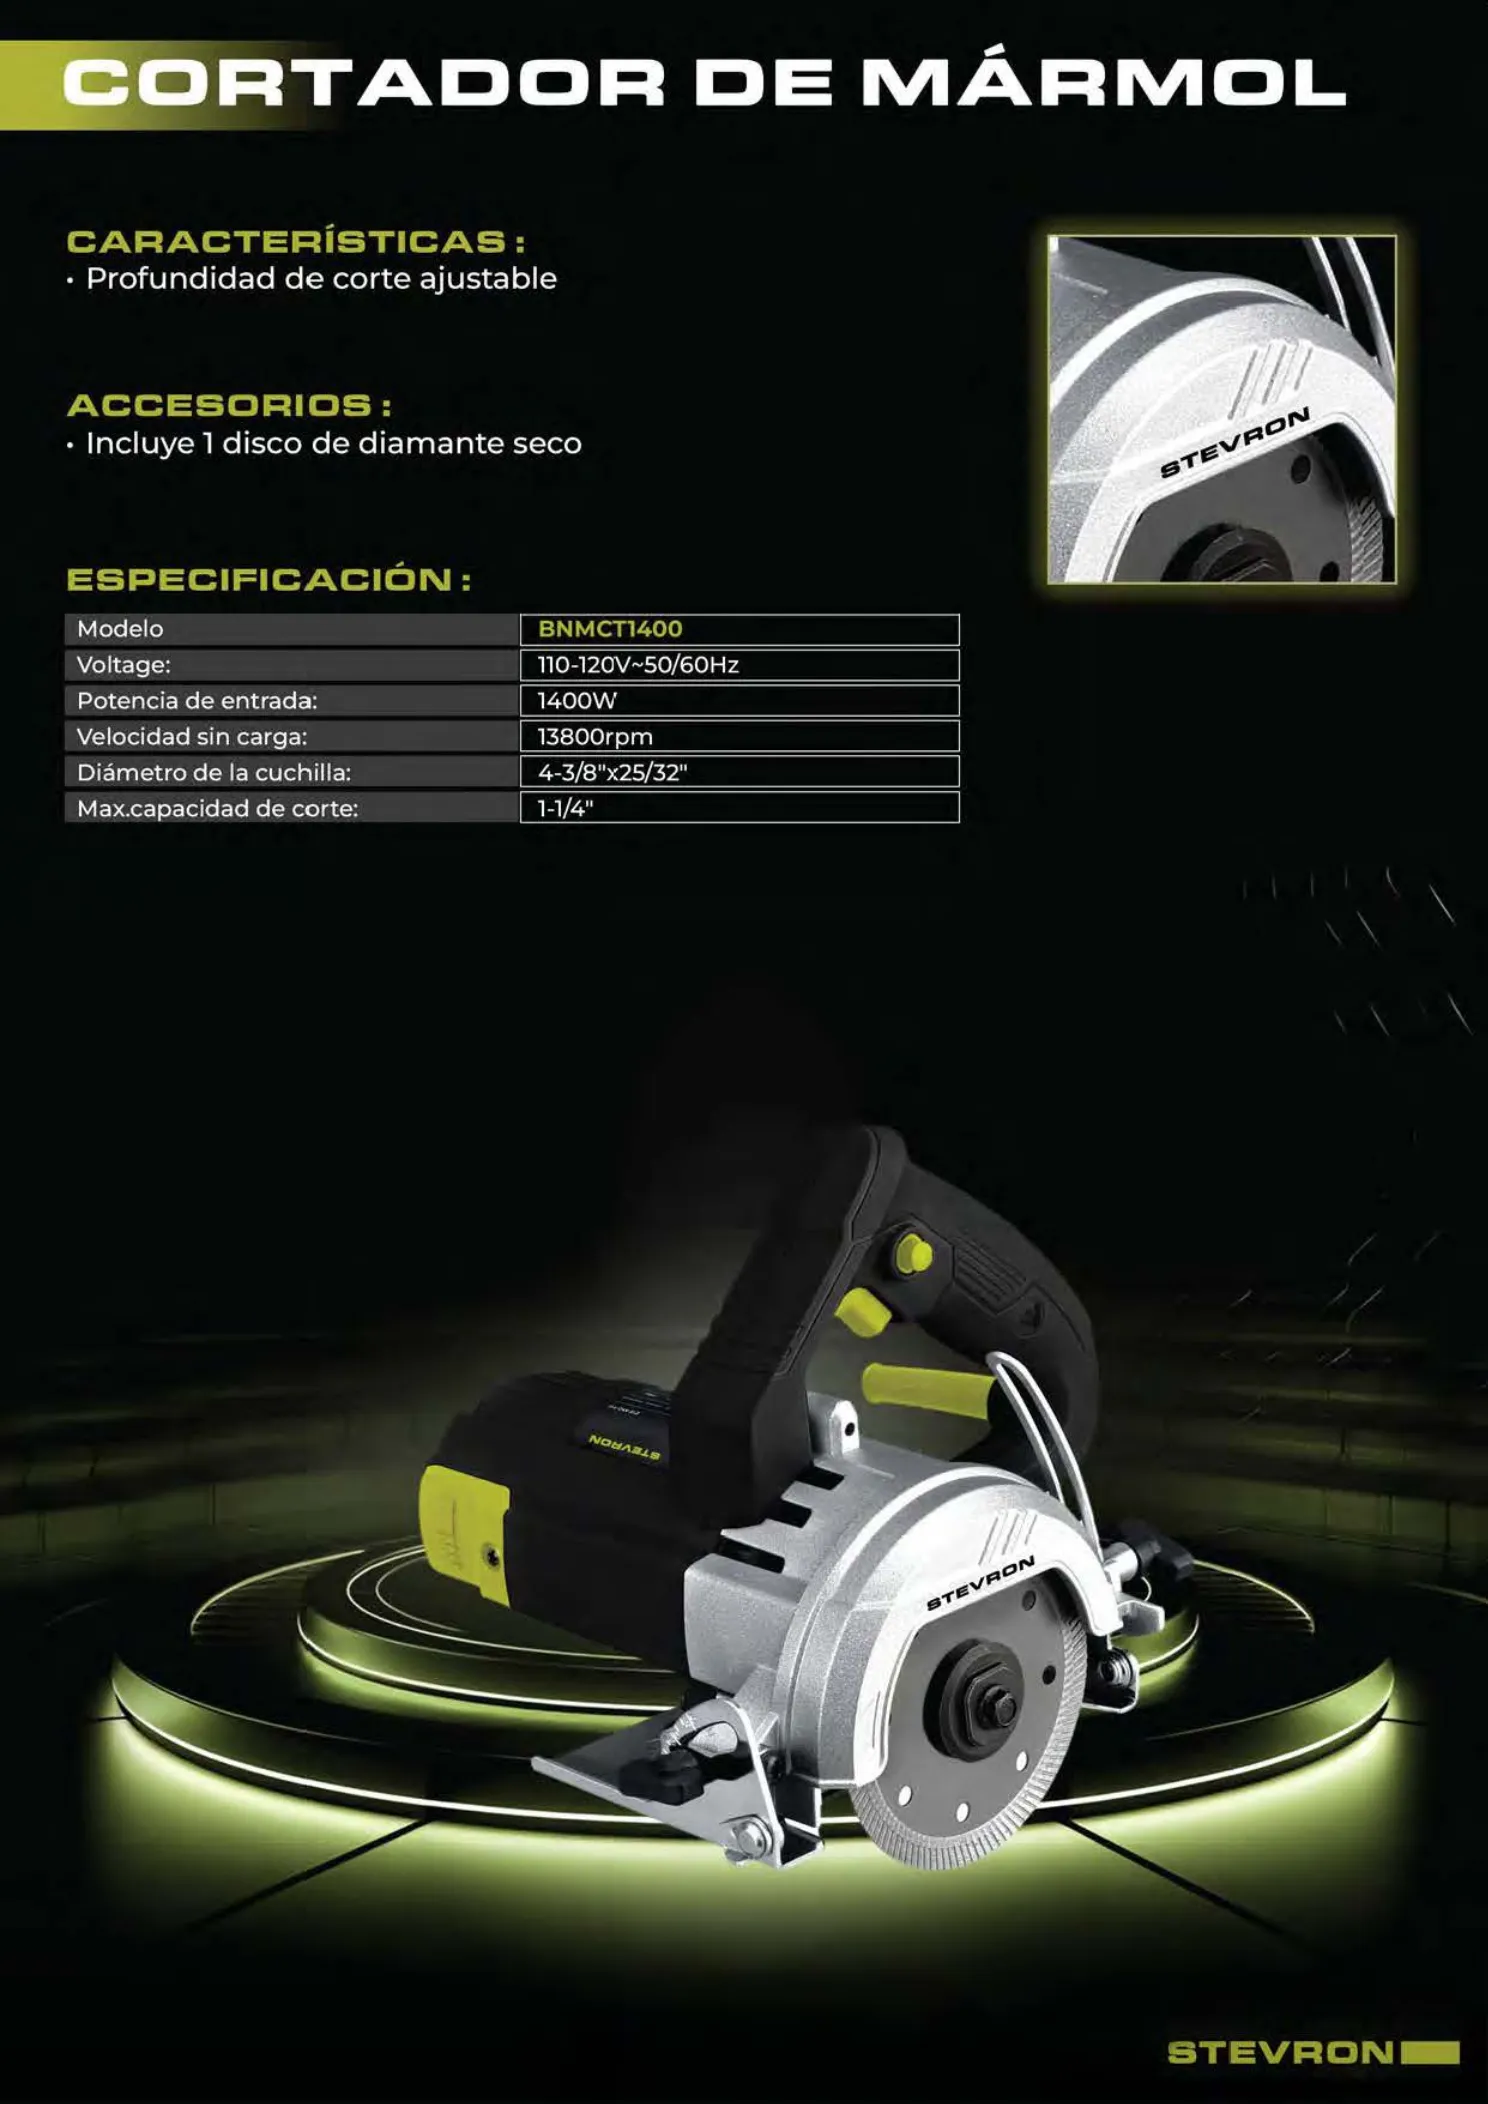 CORTADOR DE MÁRMOL
CARACTERÍSTICAS :
• Profundidad de corte ajustable
STEVRON
ACCESORIOS :
• Incluye 1 disco de diamante seco
ESPECIFICACIÓN :
Modelo BNMCT1400
Voltage: 110-120V~50/60Hz
Potencia de entrada: 1400W
Velocidad sin carga: 13800rpm
Diámetro de la cuchilla: 4-3/8"x25/32"
Max.capacidad de corte: 1-1/4"
STEVRON
STEVRON
STEVRON